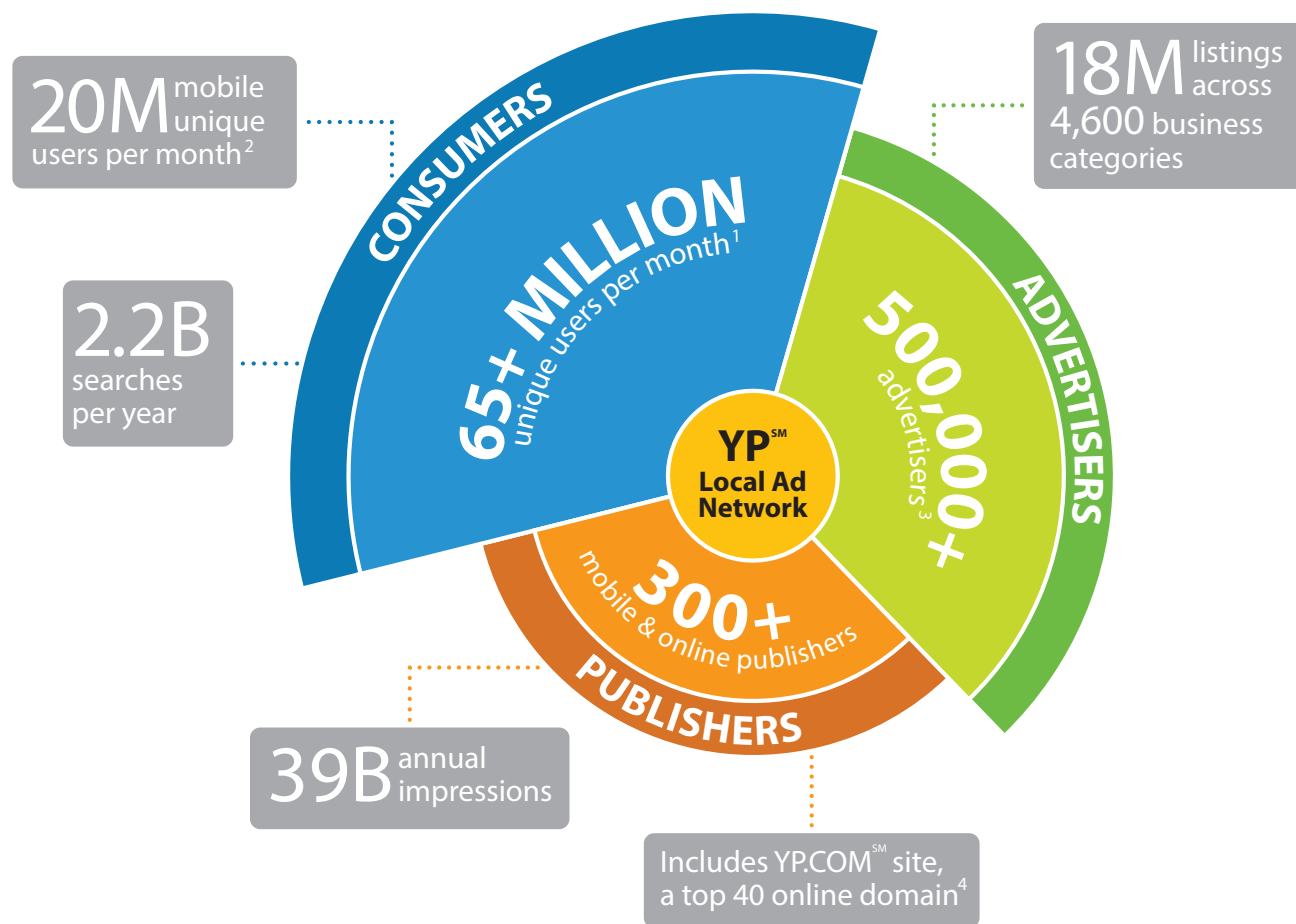 20M mobile
unique
users per month²
2.2B
searches
per year
CONSUMERS
65+ MILLION
unique users per month¹
18M listings
across
4,600 business
categories
ADVERTISERS
500,000+
advertisers³
YP℠
Local Ad
Network
300+
mobile & online publishers
PUBLISHERS
39B annual
impressions
Includes YP.COM℠ site,
a top 40 online domain⁴